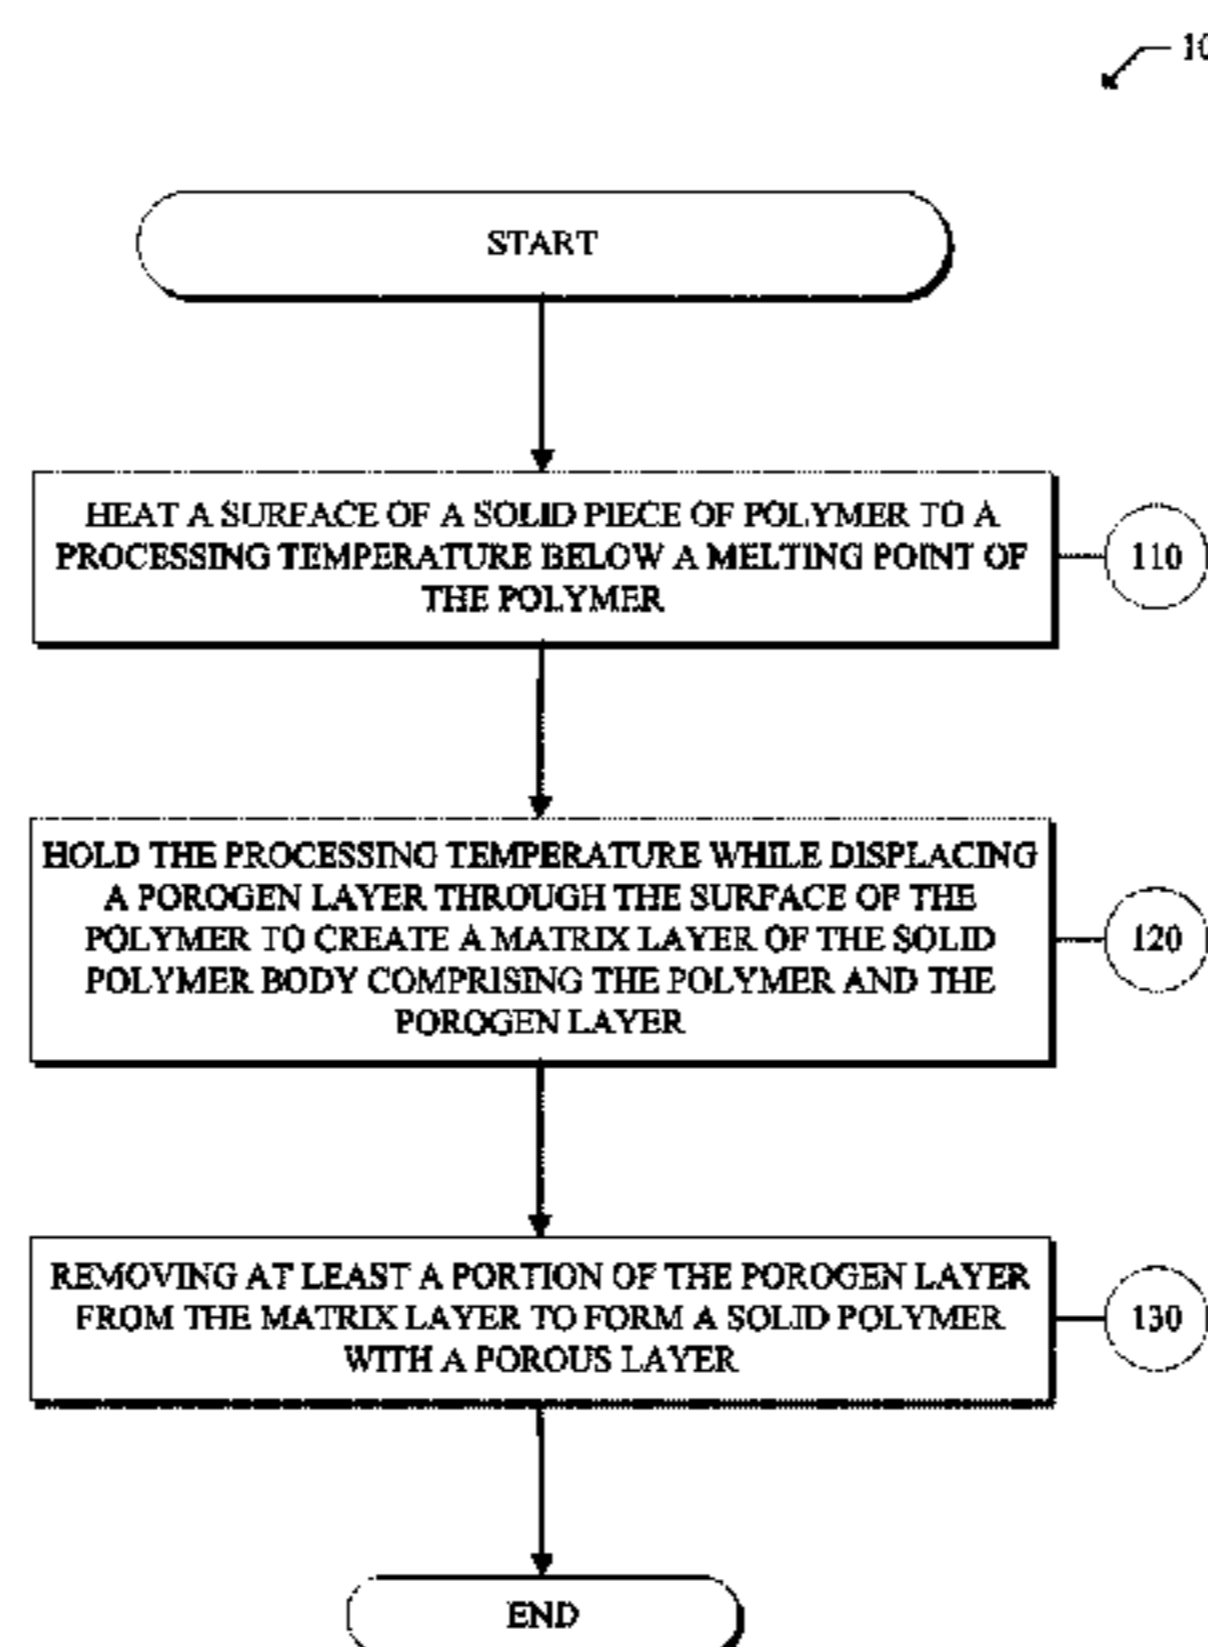 START
HEAT A SURFACE OF A SOLID PIECE OF POLYMER TO A
PROCESSING TEMPERATURE BELOW A MELTING POINT OF
THE POLYMER
110
HOLD THE PROCESSING TEMPERATURE WHILE DISPLACING
A POROGEN LAYER THROUGH THE SURFACE OF THE
POLYMER TO CREATE A MATRIX LAYER OF THE SOLID
POLYMER BODY COMPRISING THE POLYMER AND THE
POROGEN LAYER
120
REMOVING AT LEAST A PORTION OF THE POROGEN LAYER
FROM THE MATRIX LAYER TO FORM A SOLID POLYMER
WITH A POROUS LAYER
130
END